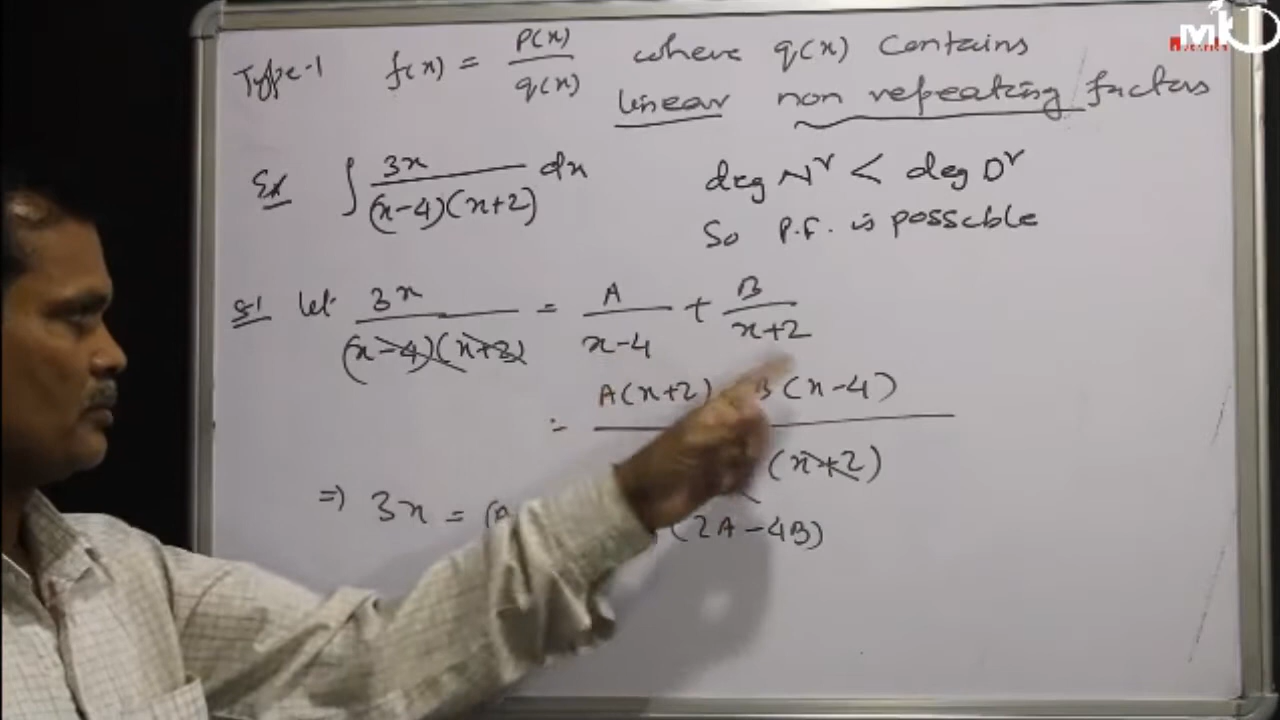 Type-1 f(x) = P(x)/q(x) where q(x) Contains
linear non repeating factors
Ex ∫ 3x/(x-4)(x+2) dx deg Nʳ < deg Dʳ
So P.F. is possible
S-1 let 3x/(x-4)(x+2) = A/x-4 + B/x+2
= A(x+2) B(x-4)/(x+2)
⇒ 3x = (2A-4B)